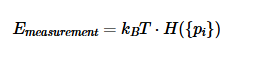 E_{measurement} = k_B T · H({p_i})